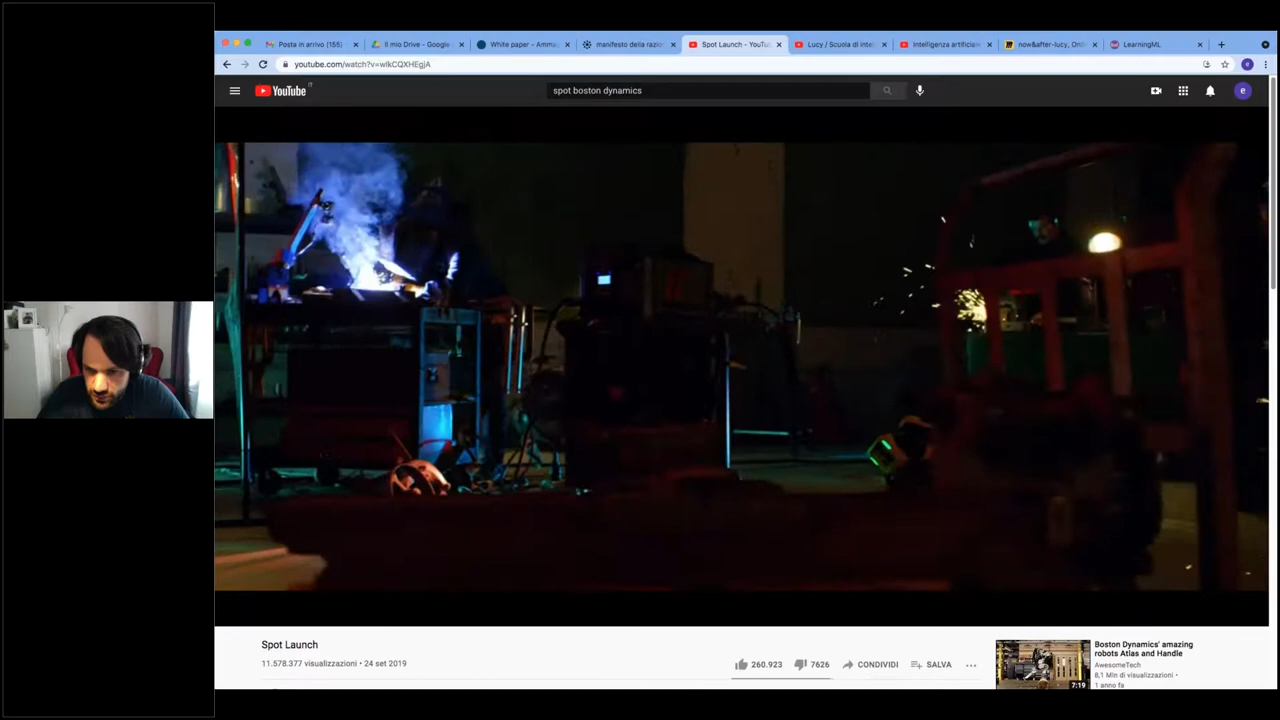 Posta in arrivo (155)
Il mio Drive - Google
White paper - Amma
manifesto della razio
Spot Launch - YouTu
Lucy / Scuola di inte
Intelligenza artificiale
now&after-lucy, On
LearningML
youtube.com/watch?v=wlkCQXHEgjA
YouTube IT
spot boston dynamics
e
Spot Launch
11.578.377 visualizzazioni • 24 set 2019
260.923
7626
CONDIVIDI
SALVA
Boston Dynamics' amazing
robots Atlas and Handle
AwesomeTech
8,1 Mln di visualizzazioni •
1 anno fa
7:19